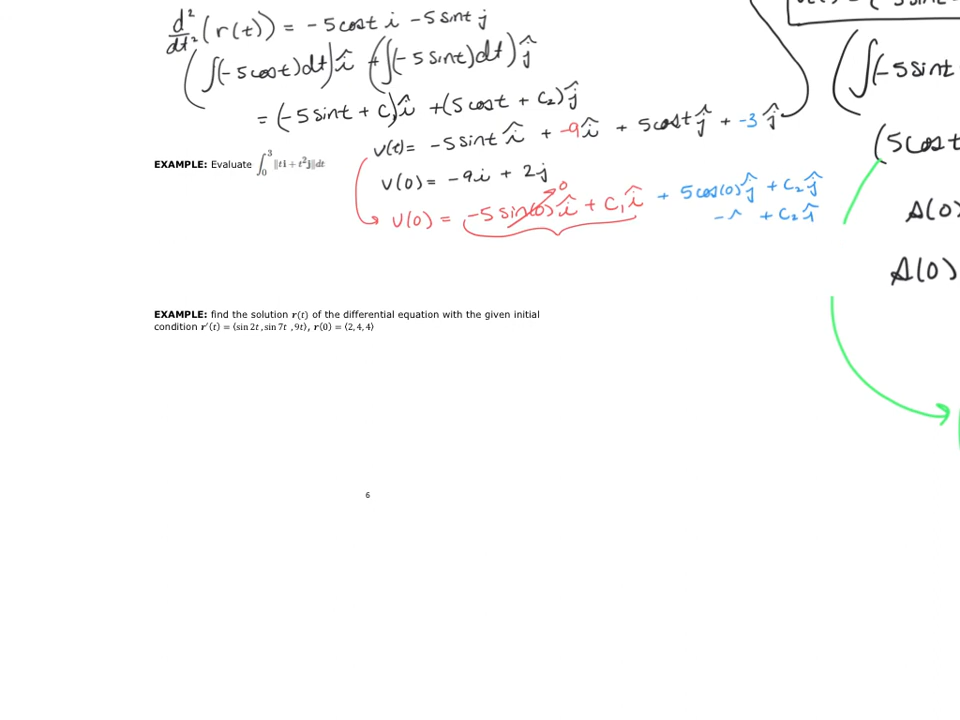 d²/dt² (r(t)) = -5cost i -5sint j
(∫(-5cost)dt)î + (∫(-5sint)dt)ĵ
(∫(-5sint
= (-5sint + C₁)î + (5cost + C₂)ĵ
v(t) = -5sint î + -9î + 5cost ĵ + -3ĵ
(5cost
EXAMPLE: Evaluate ∫₀³ ‖ti + t²j‖dt
v(0) = -9i + 2j
v(0) = -5sin(0)î + C₁î + 5cos(0)ĵ + C₂ĵ
0
+ C₂ĵ
A(0)
A(0)
EXAMPLE: find the solution r(t) of the differential equation with the given initial
condition r′(t) = ⟨sin 2t , sin 7t , 9t⟩, r(0) = ⟨2, 4, 4⟩
6